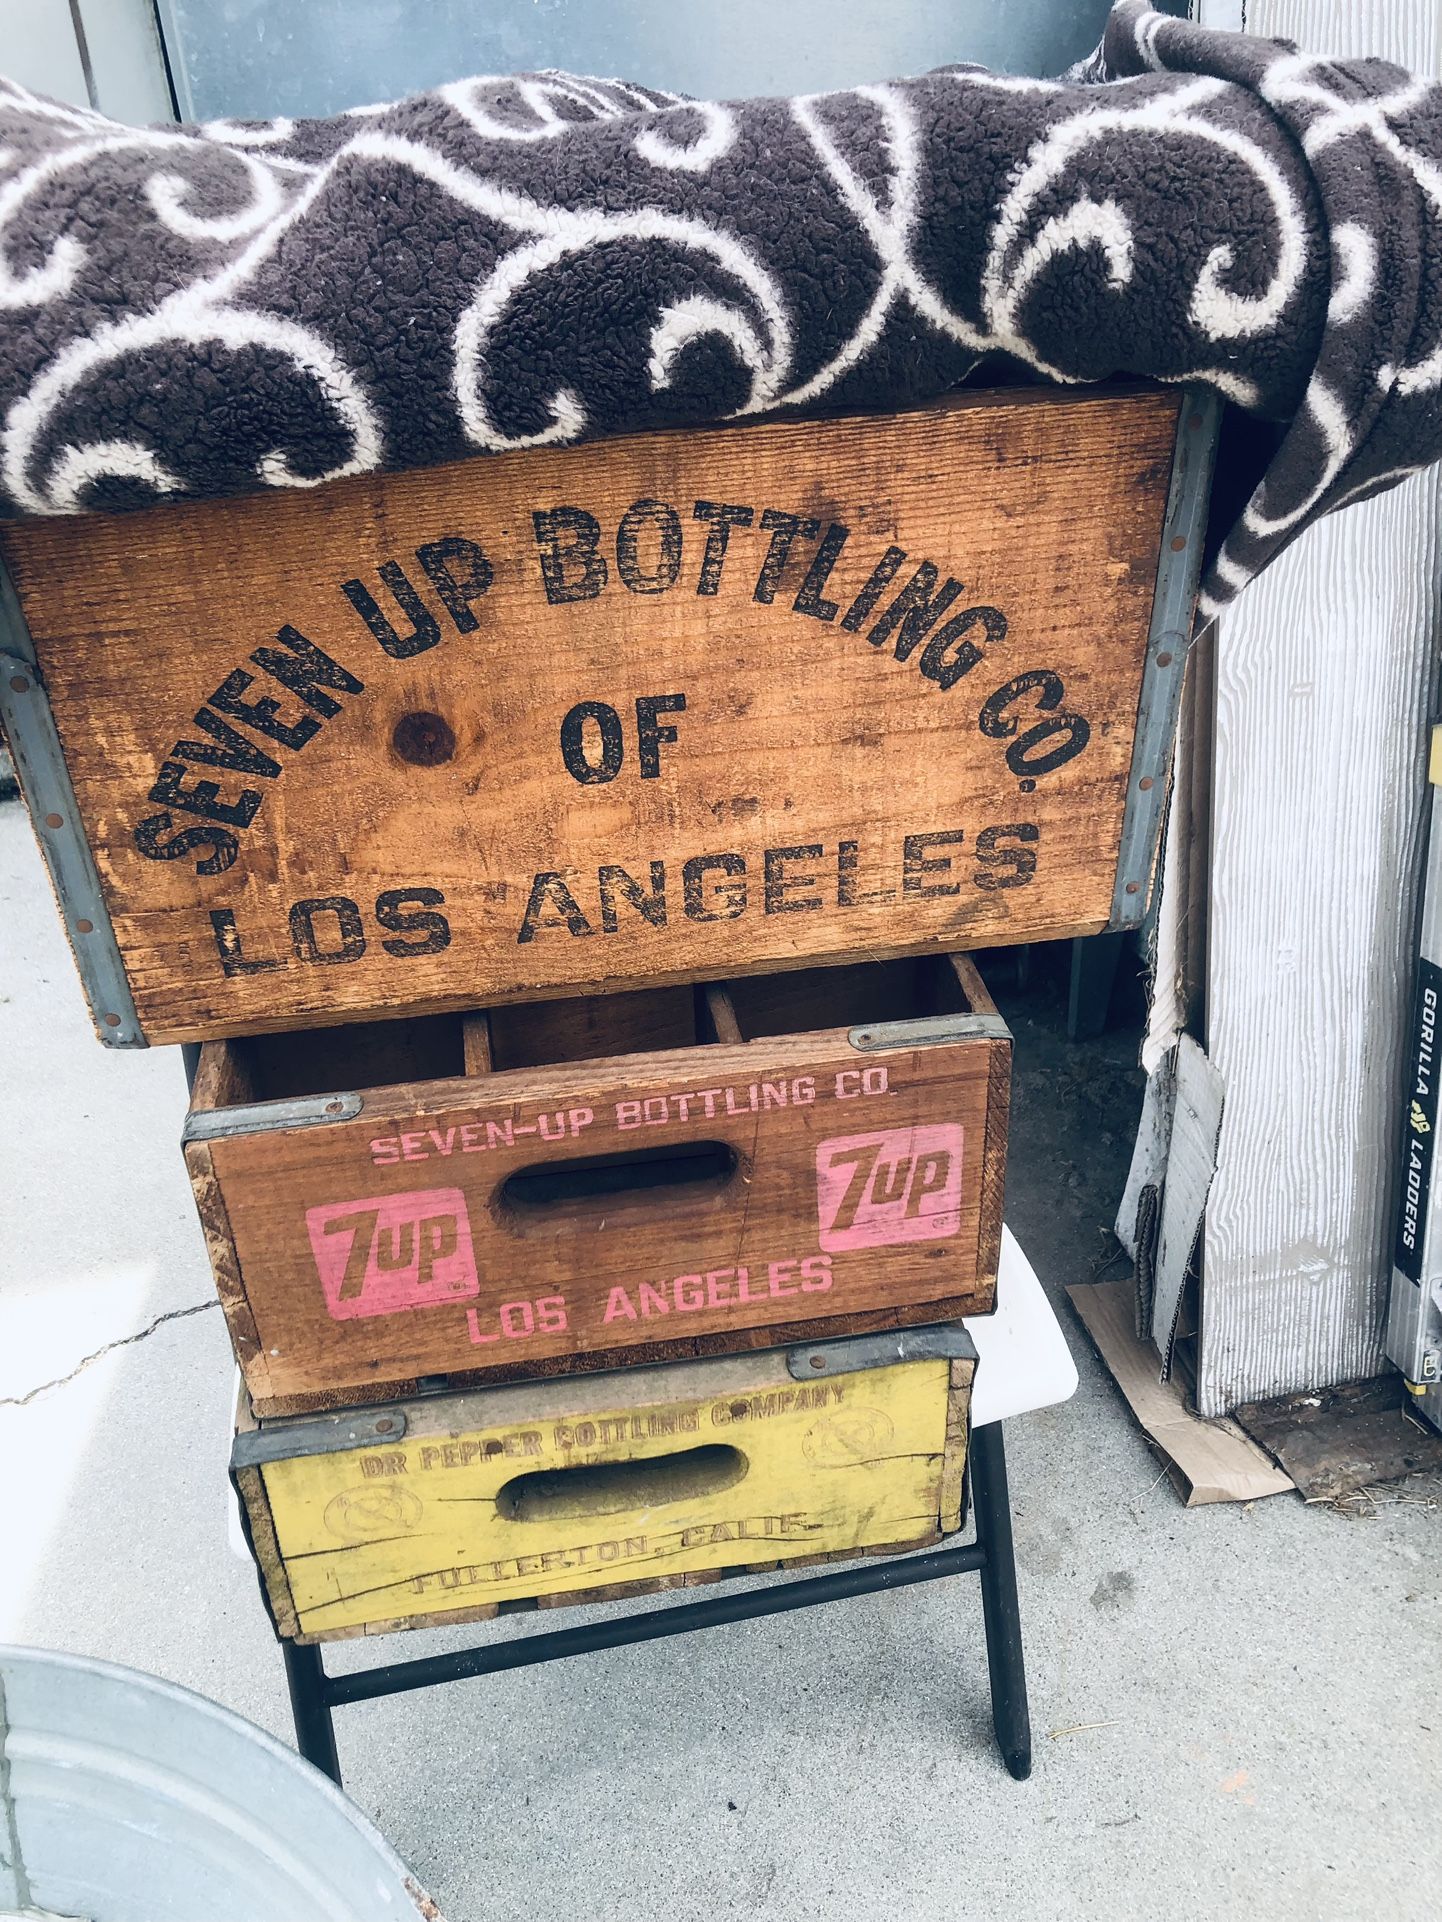 SEVEN UP BOTTLING CO.
OF
LOS ANGELES
SEVEN-UP BOTTLING CO.
7up
7up
LOS ANGELES
DR PEPPER BOTTLING COMPANY
FULLERTON, CALIF.
GORILLA LADDERS